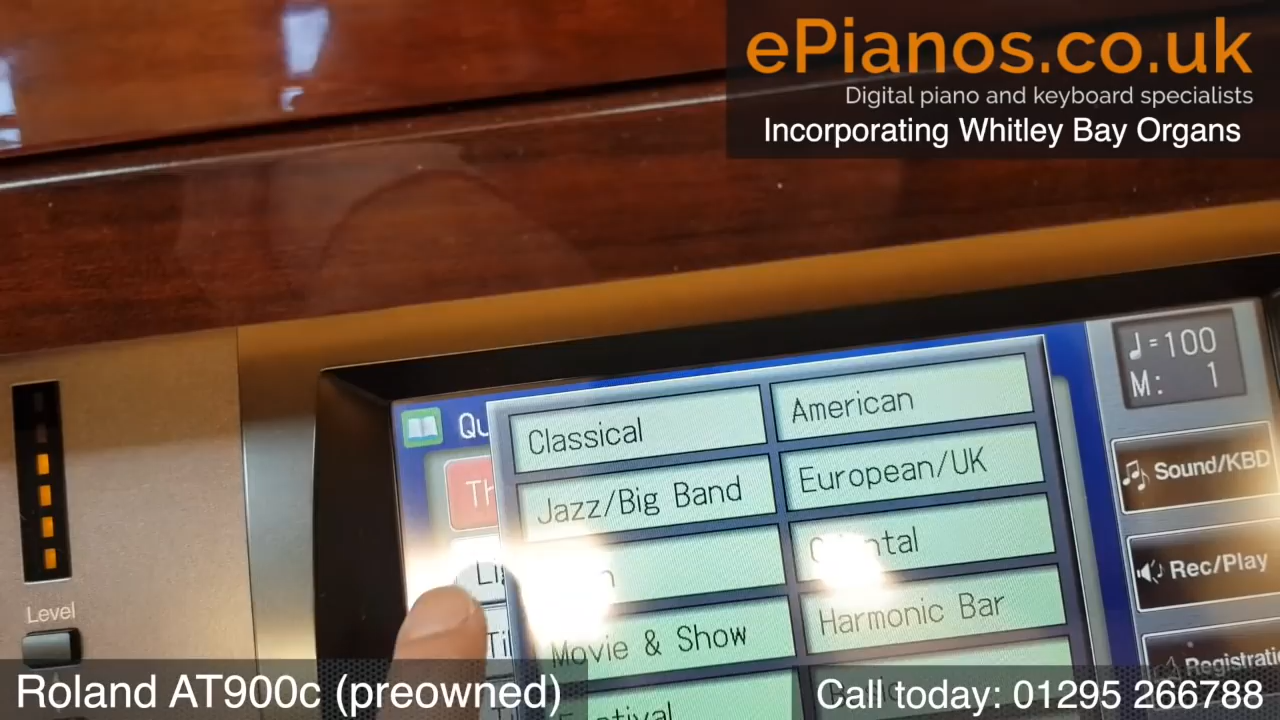 ePianos.co.uk
Digital piano and keyboard specialists
Incorporating Whitley Bay Organs
♩=100
M: 1
American
Classical
European/UK
Sound/KBD
Jazz/Big Band
Harmonic Bar
Rec/Play
Movie & Show
Level
Roland AT900c (preowned)
Call today: 01295 266788